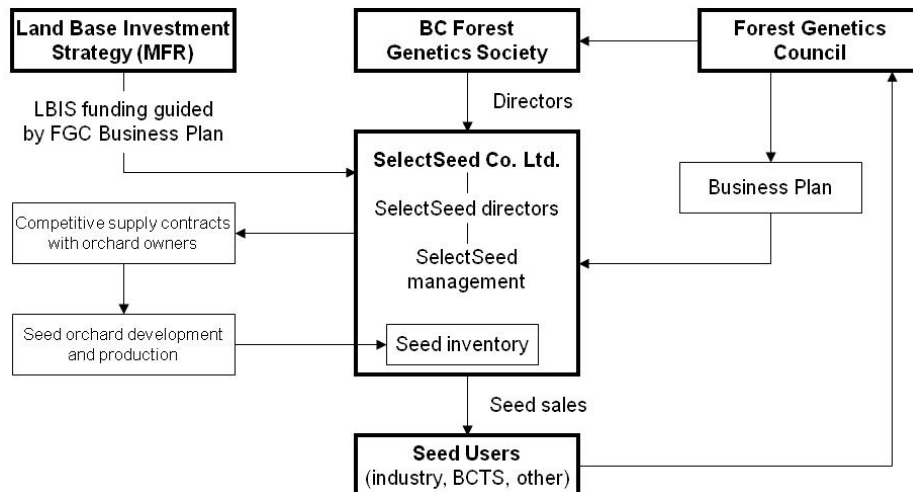 Land Base Investment
Strategy (MFR)
BC Forest
Genetics Society
Forest Genetics
Council
LBIS funding guided
by FGC Business Plan
Directors
SelectSeed Co. Ltd.
SelectSeed directors
SelectSeed
management
Business Plan
Competitive supply contracts
with orchard owners
Seed orchard development
and production
Seed inventory
Seed sales
Seed Users
(industry, BCTS, other)